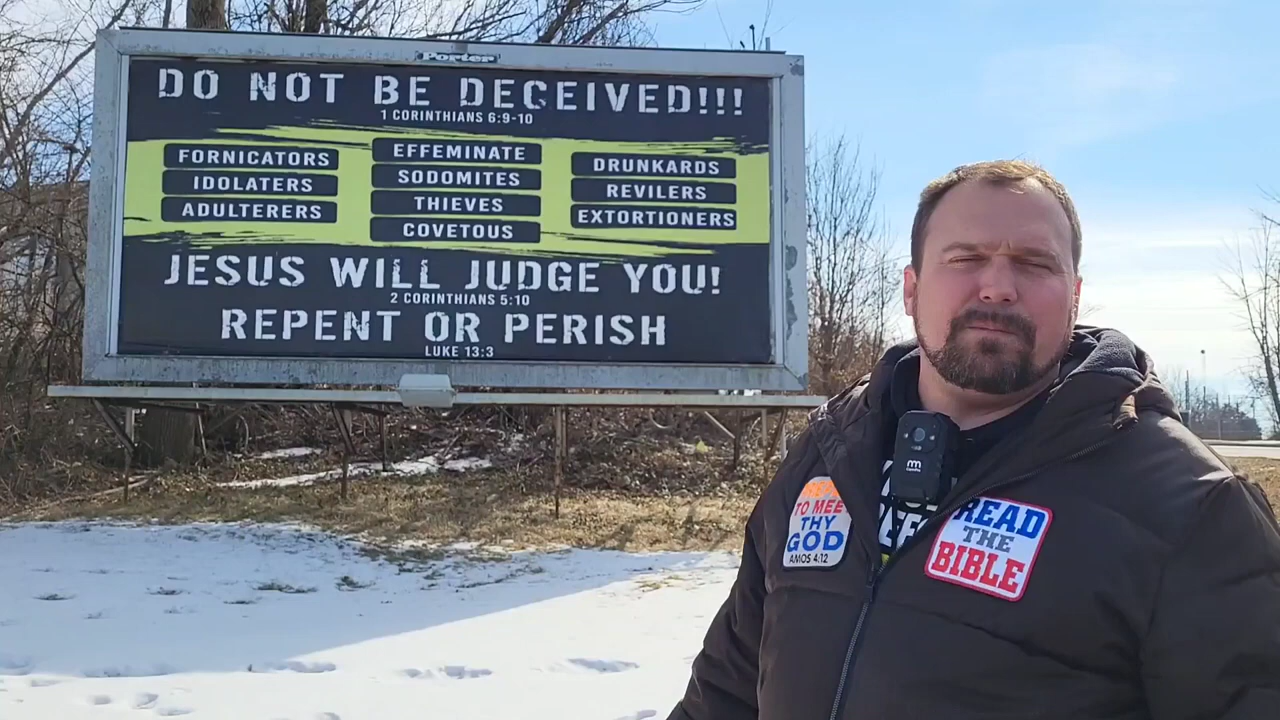 Porter
DO NOT BE DECEIVED!!!
1 CORINTHIANS 6:9-10
FORNICATORS
IDOLATERS
ADULTERERS
EFFEMINATE
SODOMITES
THIEVES
COVETOUS
DRUNKARDS
REVILERS
EXTORTIONERS
JESUS WILL JUDGE YOU!
2 CORINTHIANS 5:10
REPENT OR PERISH
LUKE 13:3
TO MEE
THY
GOD
AMOS 4:12
READ
THE
BIBLE